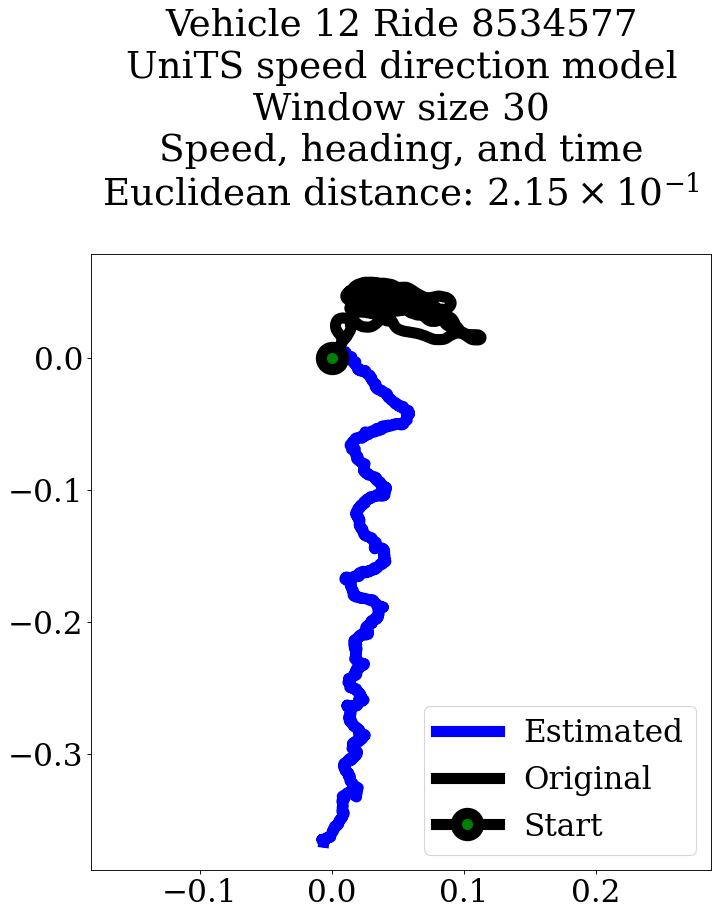 Vehicle 12 Ride 8534577
UniTS speed direction model
Window size 30
Speed, heading, and time
Euclidean distance: 2.15 × 10⁻¹
0.0
−0.1
−0.2
−0.3
Estimated
Original
Start
−0.1
0.0
0.1
0.2